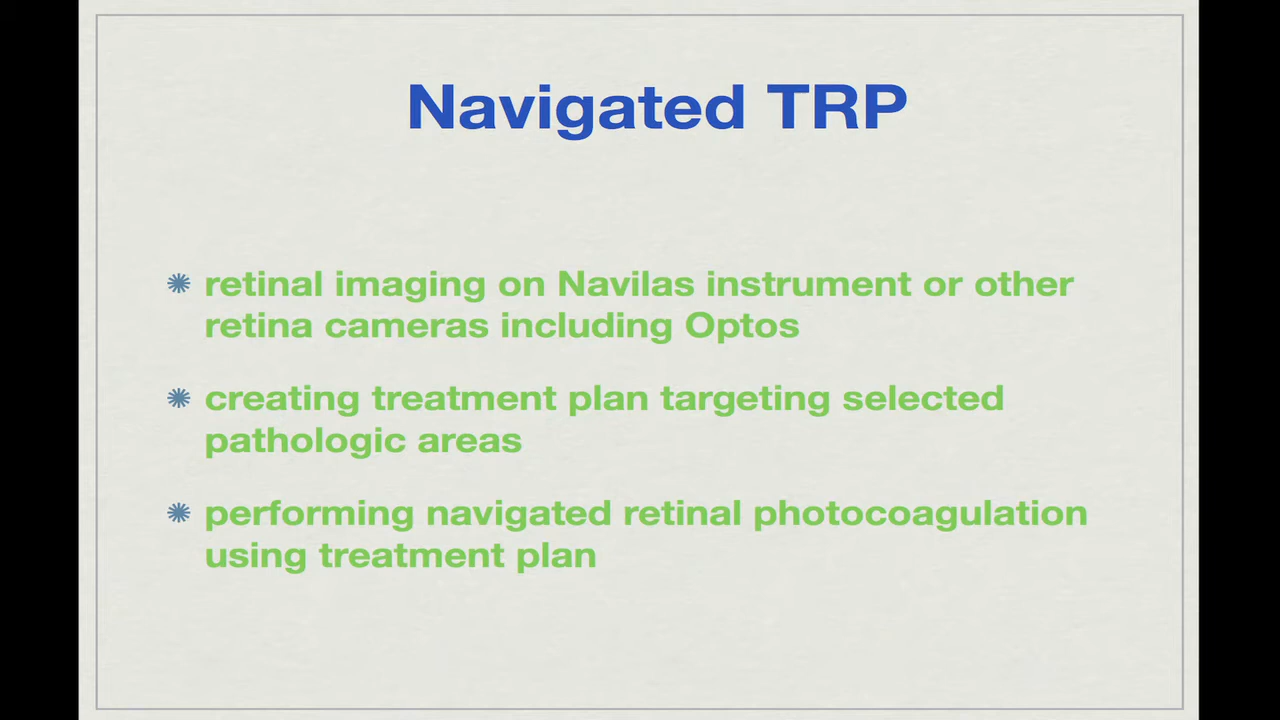 Navigated TRP
retinal imaging on Navilas instrument or other
retina cameras including Optos
creating treatment plan targeting selected
pathologic areas
performing navigated retinal photocoagulation
using treatment plan